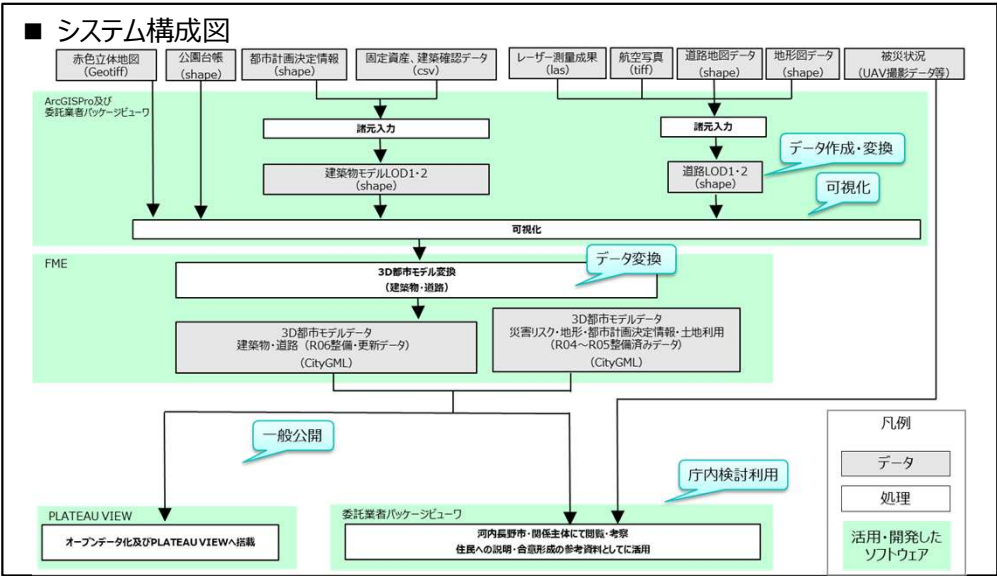 ■ システム構成図
赤色立体地図
(Geotiff)
公園台帳
(shape)
都市計画決定情報
(shape)
固定資産、建築確認データ
(csv)
レーザー測量成果
(las)
航空写真
(tiff)
道路地図データ
(shape)
地形図データ
(shape)
被災状況
(UAV撮影データ等)
ArcGISPro及び
委託業者パッケージビューワ
諸元入力
諸元入力
データ作成・変換
建築物モデルLOD1・2
(shape)
道路LOD1・2
(shape)
可視化
可視化
FME
データ変換
3D都市モデル変換
(建築物・道路)
3D都市モデルデータ
建築物・道路（R06整備・更新データ）
(CityGML)
3D都市モデルデータ
災害リスク・地形・都市計画決定情報・土地利用
(R04～R05整備済みデータ)
(CityGML)
一般公開
庁内検討利用
凡例
データ
処理
活用・開発した
ソフトウェア
PLATEAU VIEW
オープンデータ化及びPLATEAU VIEWへ搭載
委託業者パッケージビューワ
河内長野市・関係主体にて閲覧・考察
住民への説明・合意形成の参考資料としてに活用